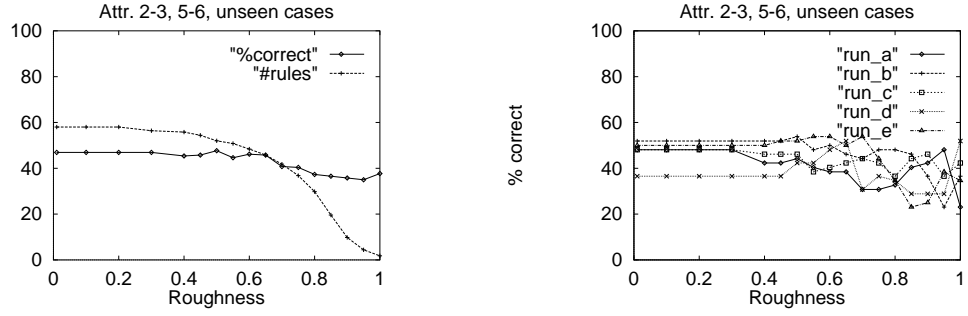 Attr. 2-3, 5-6, unseen cases
100
80
60
40
20
0
0
0.2
0.4
0.6
0.8
1
Roughness
"%correct"
"#rules"
Attr. 2-3, 5-6, unseen cases
% correct
100
80
60
40
20
0
0
0.2
0.4
0.6
0.8
1
Roughness
"run_a"
"run_b"
"run_c"
"run_d"
"run_e"